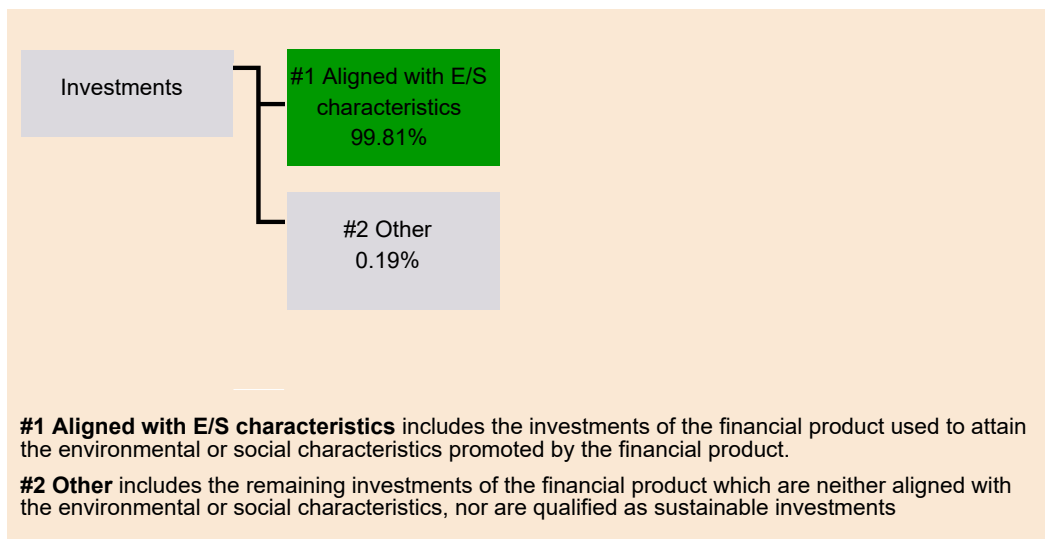 Investments
#1 Aligned with E/S
characteristics
99.81%
#2 Other
0.19%
#1 Aligned with E/S characteristics includes the investments of the financial product used to attain
the environmental or social characteristics promoted by the financial product.
#2 Other includes the remaining investments of the financial product which are neither aligned with
the environmental or social characteristics, nor are qualified as sustainable investments